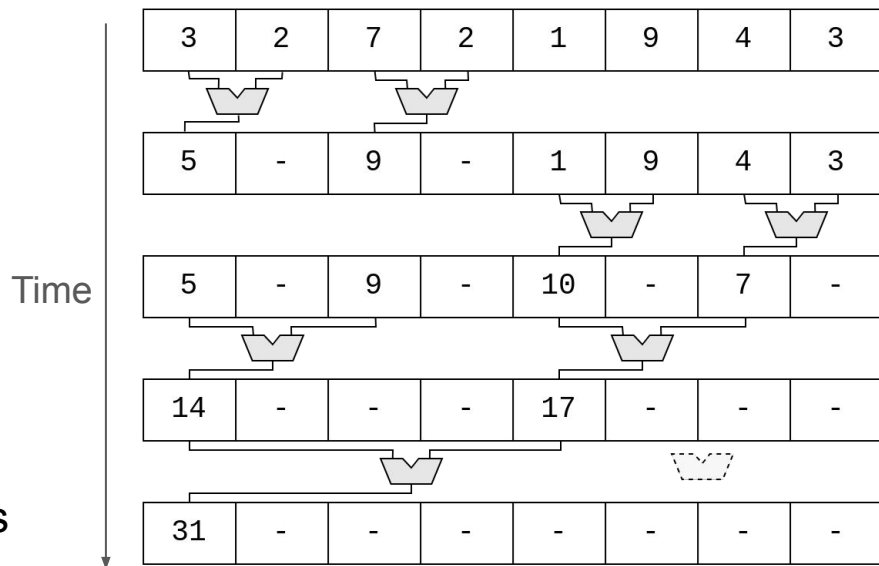 3 2 7 2 1 9 4 3
5 - 9 - 1 9 4 3
Time
5 - 9 - 10 - 7 -
14 - - - 17 - - -
s
31 - - - - - - -